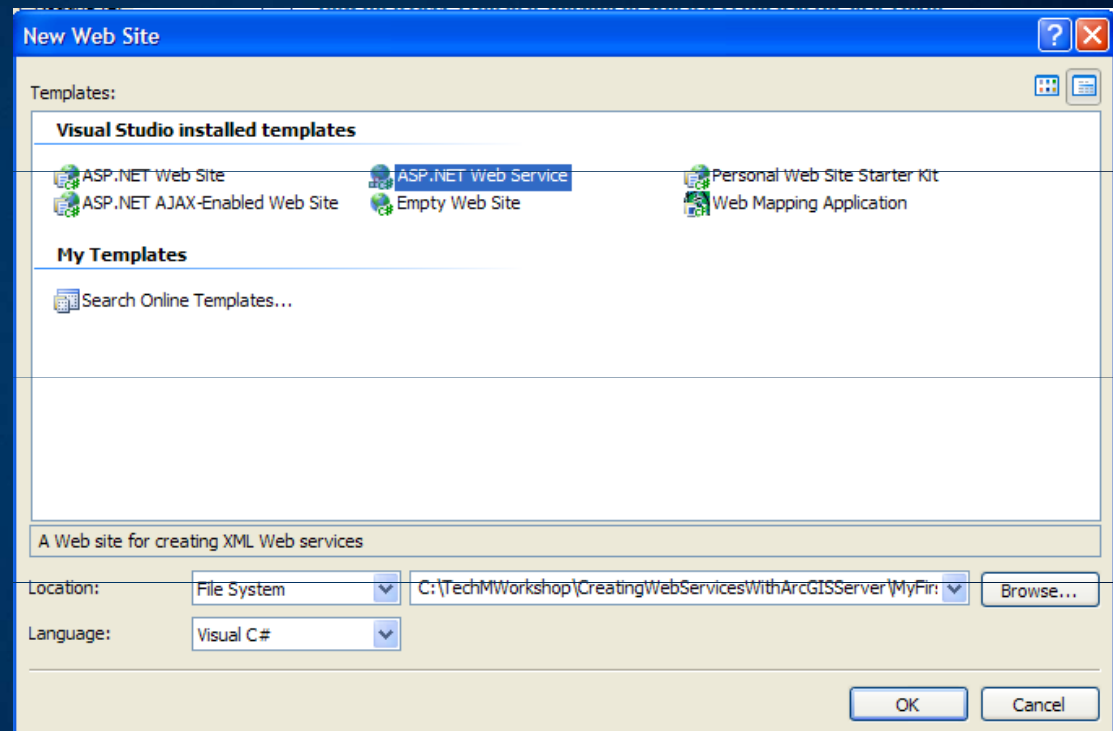 New Web Site
Templates:
Visual Studio installed templates
ASP.NET Web Site ASP.NET Web Service Personal Web Site Starter Kit
ASP.NET AJAX-Enabled Web Site Empty Web Site Web Mapping Application
My Templates
Search Online Templates...
A Web site for creating XML Web services
Location: File System C:\TechMWorkshop\CreatingWebServicesWithArcGISServer\MyFir Browse...
Language: Visual C#
OK Cancel